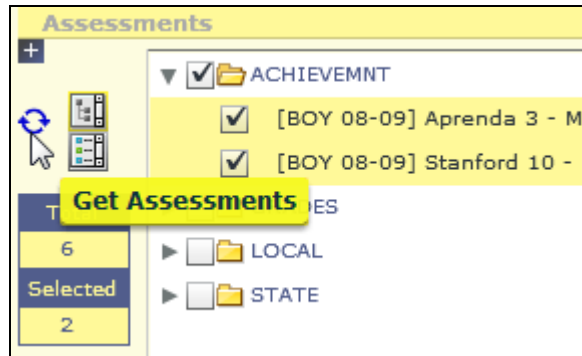 Assessments
+
ACHIEVEMNT
[BOY 08-09] Aprenda 3 - M
[BOY 08-09] Stanford 10 -
Get Assessments
6
LOCAL
Selected
STATE
2